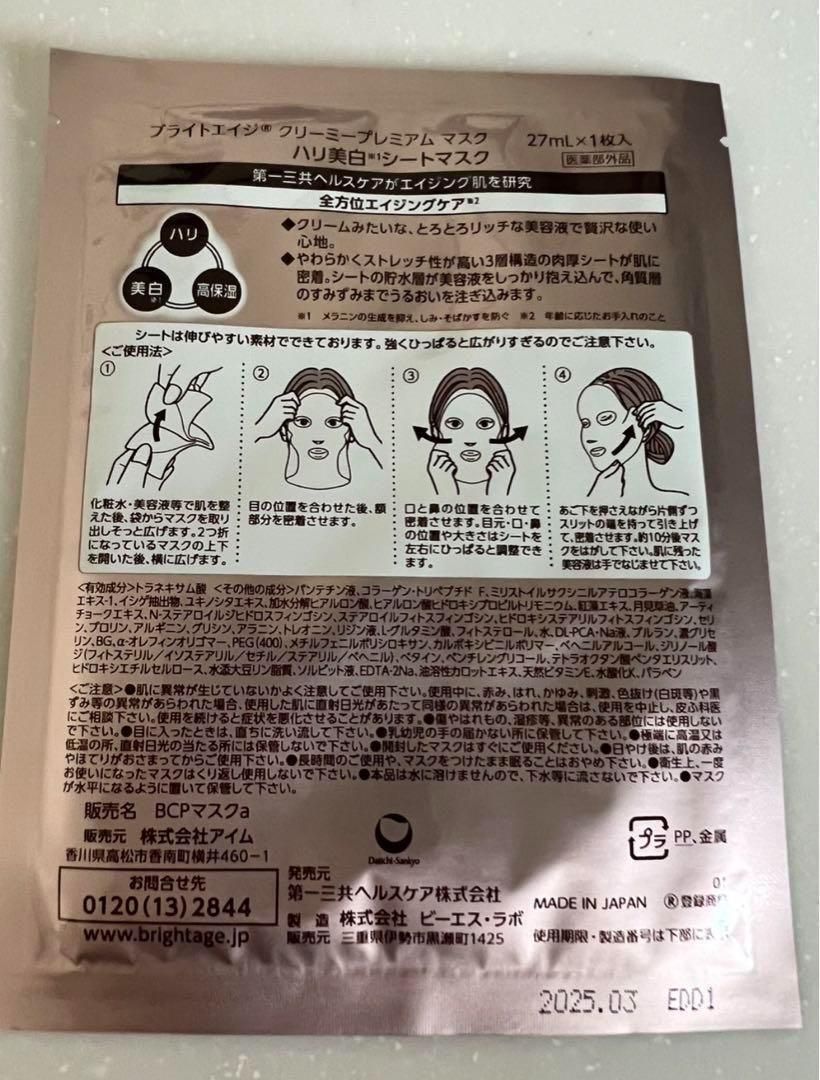 ブライトエイジ® クリーミープレミアム マスク
ハリ美白※1シートマスク
27mL×1枚入
医薬部外品
第一三共ヘルスケアがエイジング肌を研究
全方位エイジングケア※2
ハリ
美白※1
高保湿
◆クリームみたいな、とろとろリッチな美容液で贅沢な使い
心地。
◆やわらかくストレッチ性が高い3層構造の肉厚シートが肌に
密着。シートの貯水層が美容液をしっかり抱え込んで、角質層
のすみずみまでうるおいを注ぎ込みます。
※1 メラニンの生成を抑え、しみ・そばかすを防ぐ ※2 年齢に応じたお手入れのこと
シートは伸びやすい素材でできております。強くひっぱると広がりすぎるのでご注意下さい。
<ご使用法>
①
②
③
④
化粧水・美容液等で肌を整
えた後、袋からマスクを取り
出しそっと広げます。2つ折
になっているマスクの上下
を開いた後、横に広げます。
目の位置を合わせた後、額
部分を密着させます。
口と鼻の位置を合わせて
密着させます。目元・口・鼻
の位置や大きさはシートを
左右にひっぱると調整でき
ます。
あご下を押さえながら片側ずつ
スリットの端を持って引き上げ
て、密着させます。約10分後マス
クをはがして下さい。肌に残った
美容液は手でなじませて下さい。
<有効成分>トラネキサム酸 <その他の成分>パンテチン液、コラーゲン・トリペプチド F、ミリストイルサクシニルアテロコラーゲン液、海藻
エキス-1、イシゲ抽出物、ユキノシタエキス、加水分解ヒアルロン酸、ヒアルロン酸ヒドロキシプロピルトリモニウム、紅藻エキス、月見草油、アーティ
チョークエキス、N-ステアロイルジヒドロスフィンゴシン、ステアロイルフィトスフィンゴシン、ヒドロキシステアリルフィトスフィンゴシン、セリ
ン、プロリン、アルギニン、グリシン、アラニン、トレオニン、リジン液、L-グルタミン酸、フィトステロール、水、DL-PCA・Na液、プルラン、濃グリセ
リン、BG、α-オレフィンオリゴマー、PEG(400)、メチルフェニルポリシロキサン、カルボキシビニルポリマー、ベヘニルアルコール、ジリノール酸
ジ(フィトステリル/イソステアリル/セチル/ステアリル/ベヘニル)、ベタイン、ペンチレングリコール、テトラオクタン酸ペンタエリスリット、
ヒドロキシエチルセルロース、水添大豆リン脂質、ソルビット液、EDTA-2Na、油溶性カロットエキス、天然ビタミンE、水酸化K、パラベン
<ご注意>●肌に異常が生じていないかよく注意してご使用下さい。使用中に、赤み、はれ、かゆみ、刺激、色抜け(白斑等)や黒
ずみ等の異常があらわれた場合、使用した肌に直射日光があたって同様の異常があらわれた場合は、使用を中止し、皮ふ科医
にご相談下さい。使用を続けると症状を悪化させることがあります。●傷やはれもの、湿疹等、異常のある部位には使用しない
で下さい。●目に入ったときは、直ちに洗い流して下さい。●乳幼児の手の届かない所に保管して下さい。●極端に高温又は
低温の所、直射日光の当たる所には保管しないで下さい。●開封したマスクはすぐにご使用ください。●日やけ後は、肌の赤み
やほてりがおさまってからご使用下さい。●長時間のご使用や、マスクをつけたまま眠ることはおやめ下さい。●衛生上、一度
お使いになったマスクはくり返し使用しないで下さい。●本品は水に溶けませんので、下水等に流さないで下さい。●マスク
が水平になるように置いて保管して下さい。
販売名 BCPマスクa
販売元 株式会社アイム
香川県高松市香南町横井460-1
お問合せ先
0120(13)2844
www.brightage.jp
Daiichi-Sankyo
発売元
第一三共ヘルスケア株式会社
製造 株式会社 ビーエス・ラボ
販売元 三重県伊勢市黒瀬町1425
プラ
PP、金属
MADE IN JAPAN ®登録商標
使用期限・製造番号は下部に
2025.03 EDD1